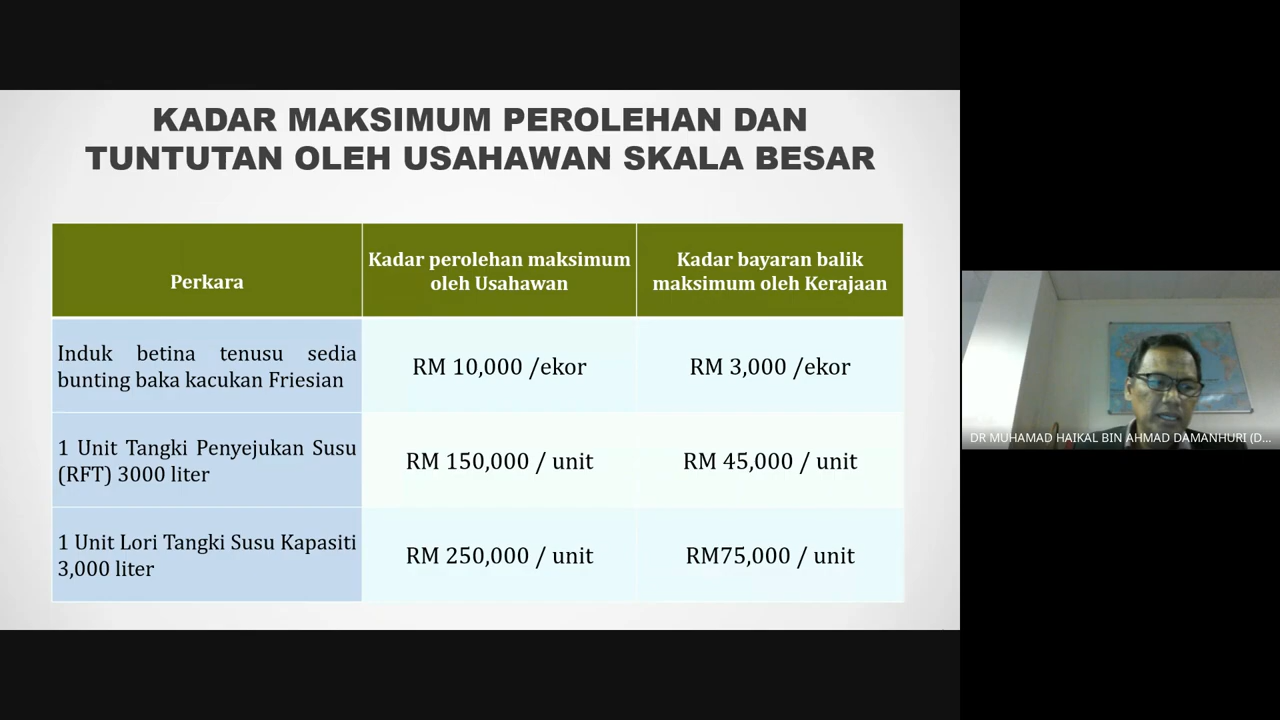 KADAR MAKSIMUM PEROLEHAN DAN
TUNTUTAN OLEH USAHAWAN SKALA BESAR
Perkara
Kadar perolehan maksimum
oleh Usahawan
Kadar bayaran balik
maksimum oleh Kerajaan
Induk betina tenusu sedia
bunting baka kacukan Friesian
RM 10,000 /ekor
RM 3,000 /ekor
1 Unit Tangki Penyejukan Susu
(RFT) 3000 liter
RM 150,000 / unit
RM 45,000 / unit
1 Unit Lori Tangki Susu Kapasiti
3,000 liter
RM 250,000 / unit
RM75,000 / unit
DR MUHAMAD HAIKAL BIN AHMAD DAMANHURI (D...